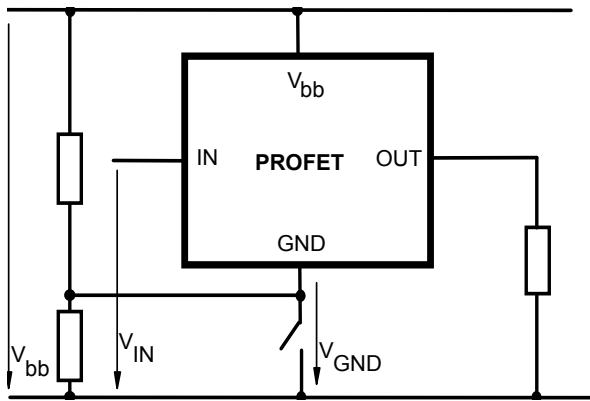 Vbb
IN
PROFET
OUT
GND
Vbb
VIN
VGND